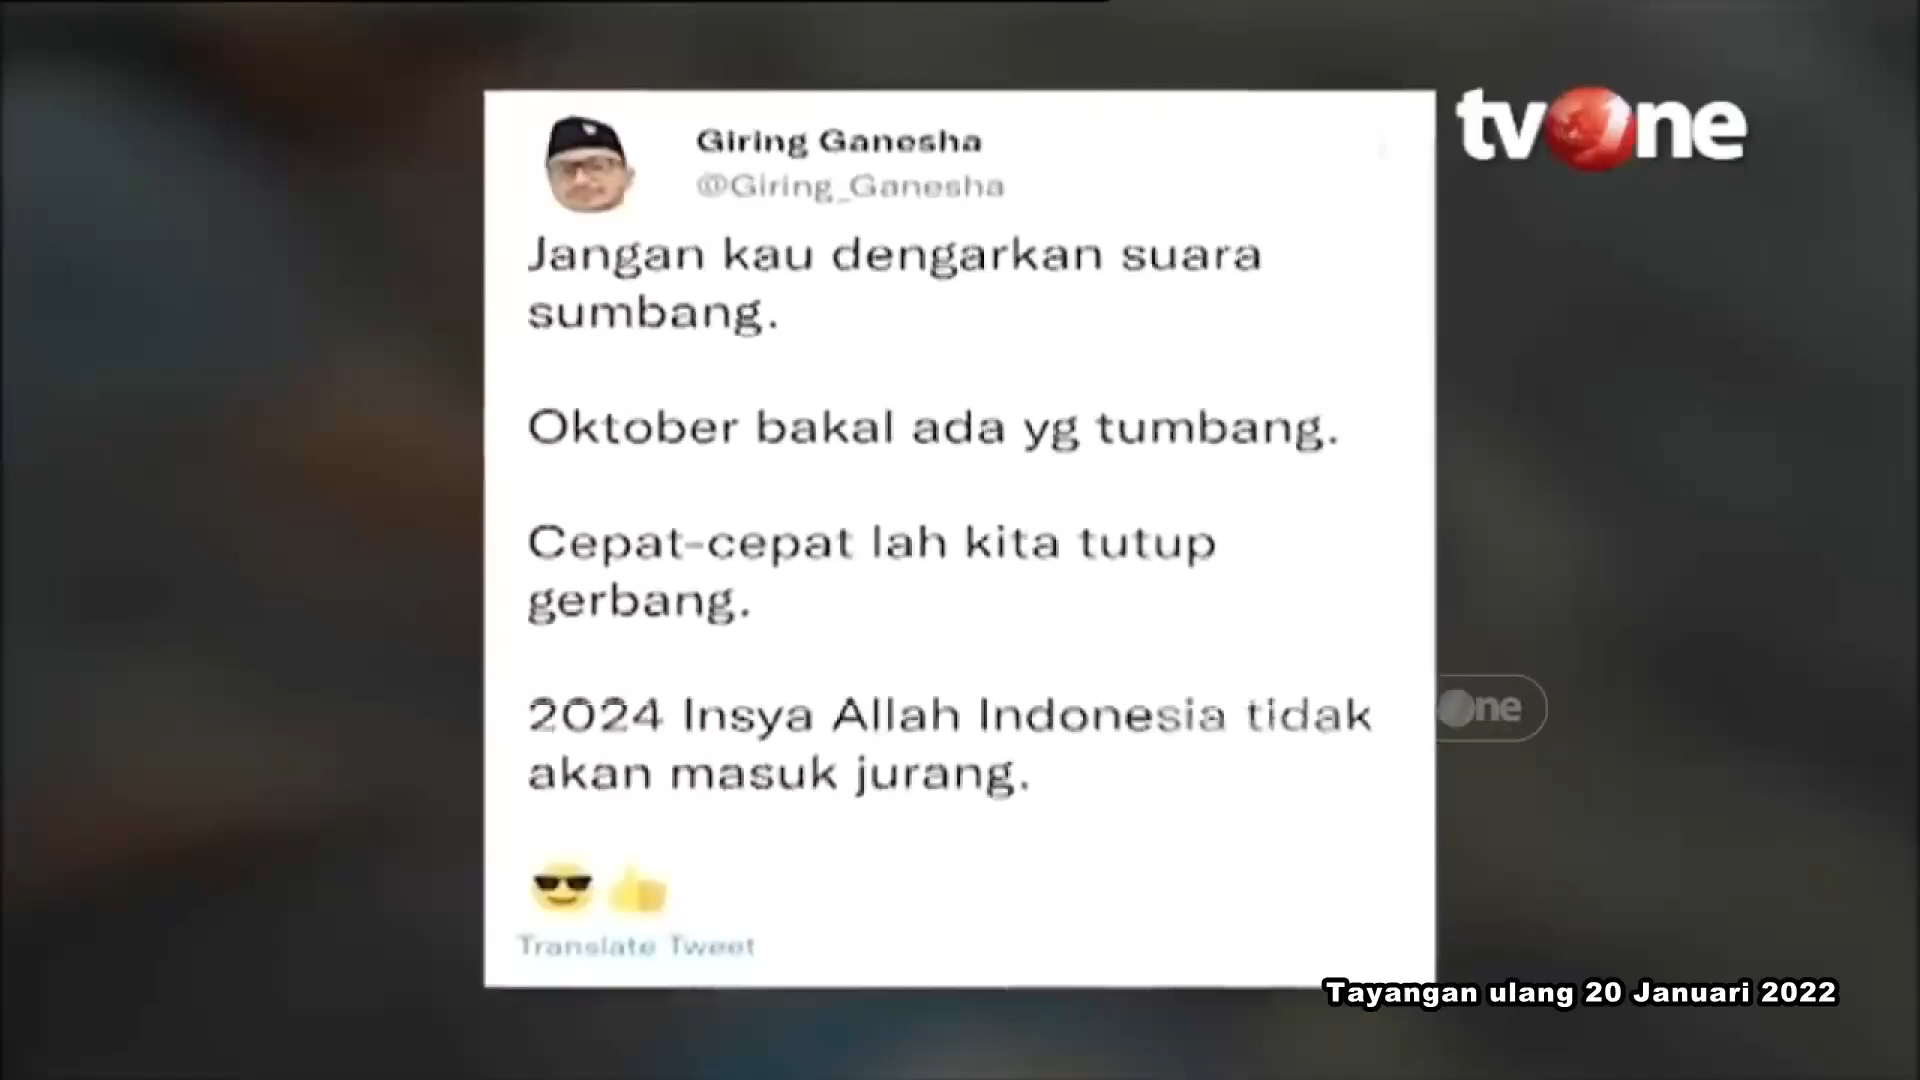 tvOne
Giring Ganesha
@Giring_Ganesha
Jangan kau dengarkan suara
sumbang.
Oktober bakal ada yg tumbang.
Cepat-cepat lah kita tutup
gerbang.
2024 Insya Allah Indonesia tidak
akan masuk jurang.
Translate Tweet
One
Tayangan ulang 20 Januari 2022